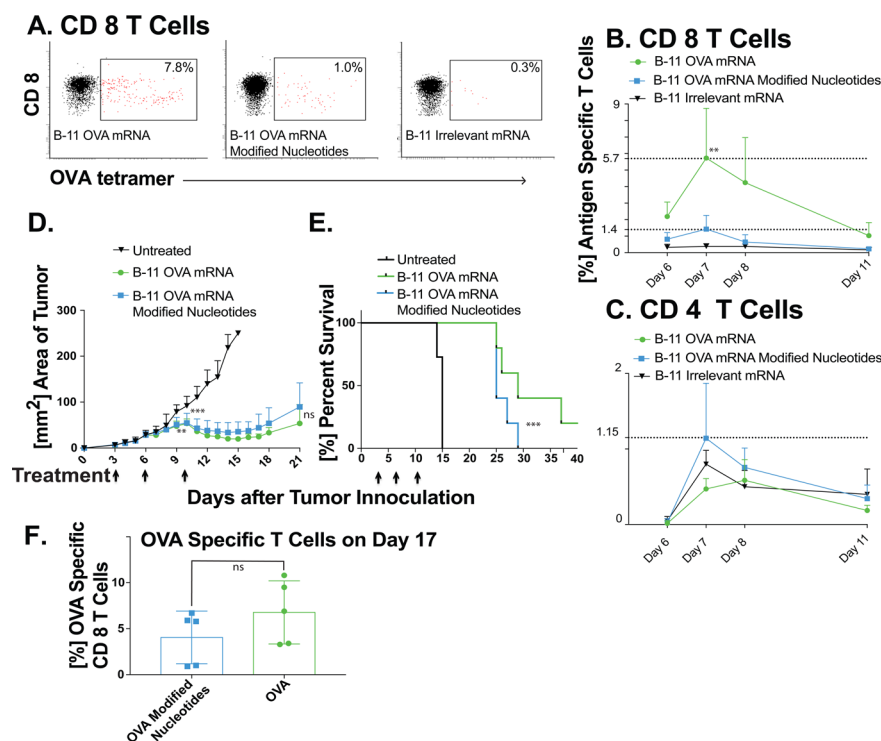 A. CD 8 T Cells
CD 8
7.8%
1.0%
0.3%
B-11 OVA mRNA
B-11 OVA mRNA
Modified Nucleotides
B-11 Irrelevant mRNA
OVA tetramer
B. CD 8 T Cells
B-11 OVA mRNA
B-11 OVA mRNA Modified Nucleotides
B-11 Irrelevant mRNA
[%] Antigen Specific T Cells
9
5.7
1.4
0
**
Day 6
Day 7
Day 8
Day 11
C. CD 4 T Cells
B-11 OVA mRNA
B-11 OVA mRNA Modified Nucleotides
B-11 Irrelevant mRNA
2
1.15
0
Day 6
Day 7
Day 8
Day 11
D.
Untreated
B-11 OVA mRNA
B-11 OVA mRNA
Modified Nucleotides
[mm²] Area of Tumor
300
200
100
0
***
**
ns
0 3 6 9 12 15 18 21
Treatment
E.
Untreated
B-11 OVA mRNA
B-11 OVA mRNA
Modified Nucleotides
[%] Percent Survival
100
50
0
***
0 5 10 15 20 25 30 35 40
Days after Tumor Innoculation
F.
OVA Specific T Cells on Day 17
[%] OVA Specific
CD 8 T Cells
10
5
0
ns
OVA Modified
Nucleotides
OVA